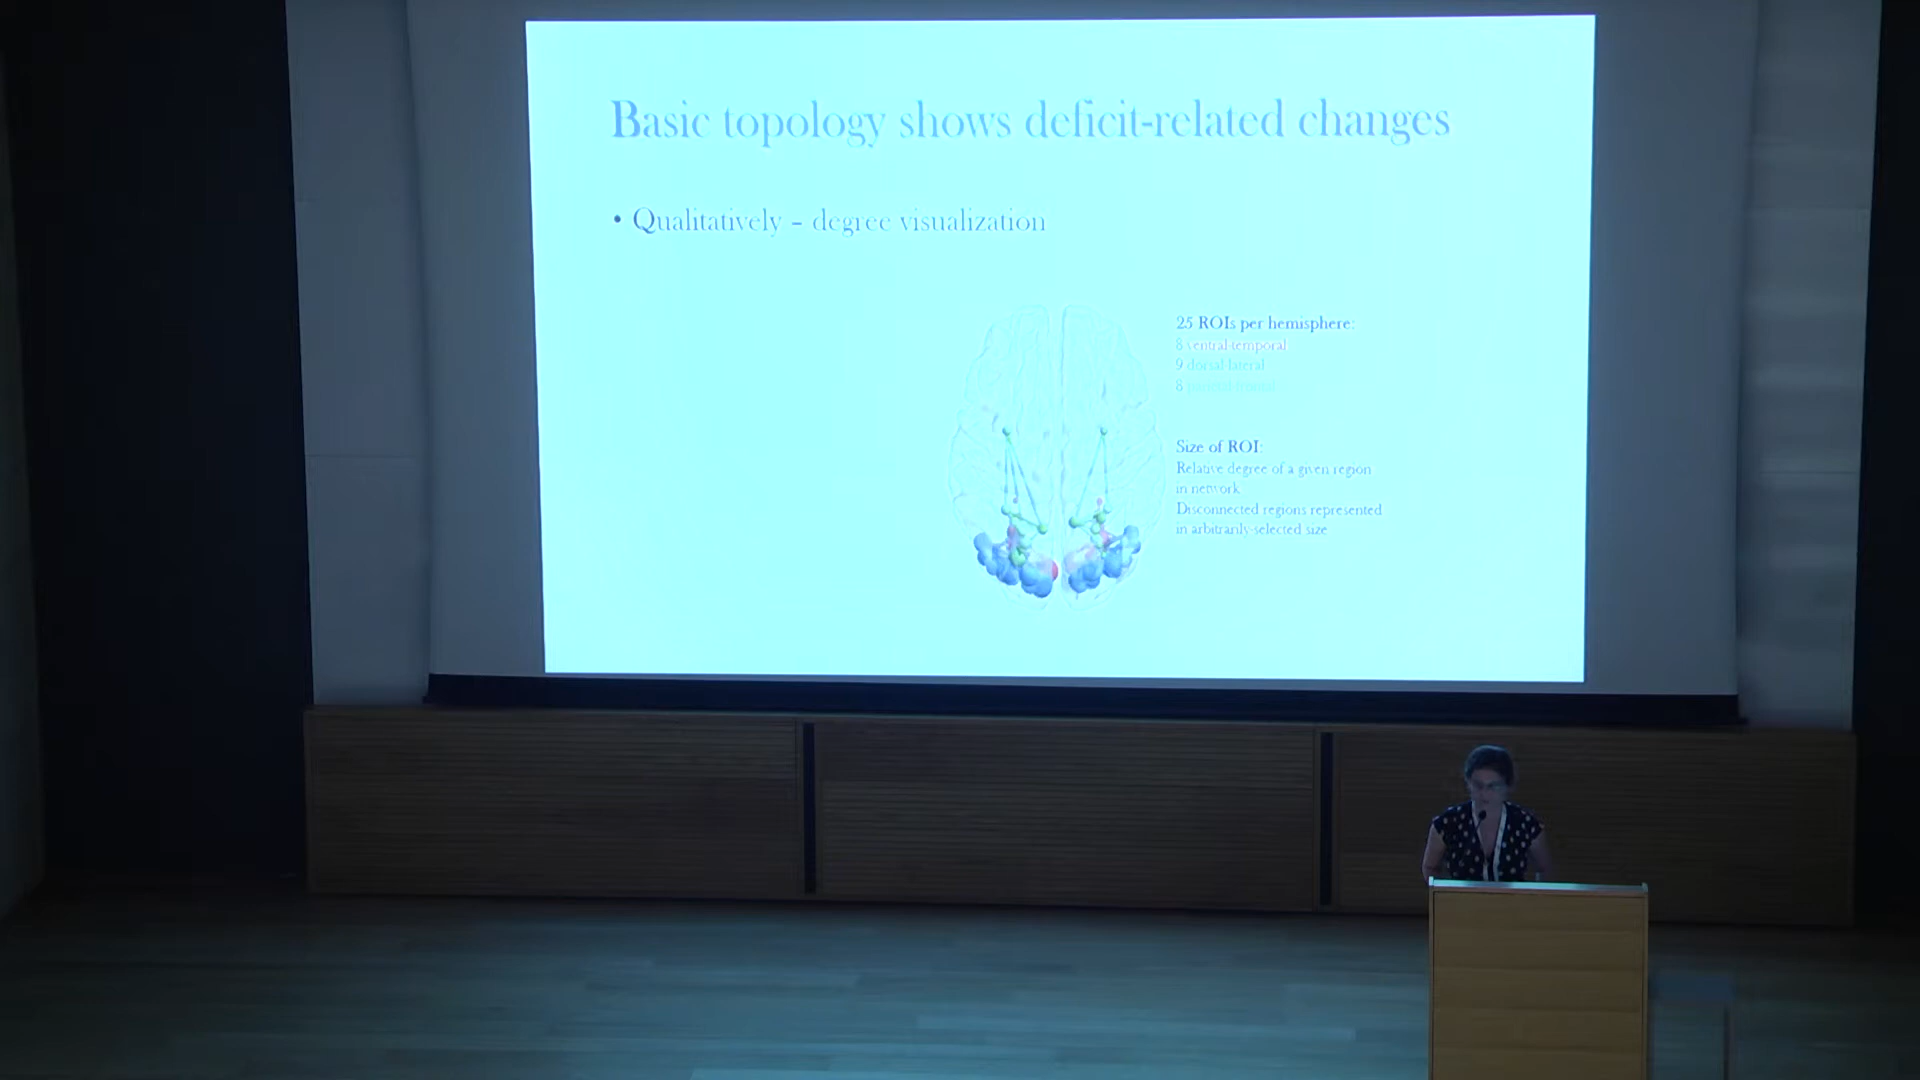 Basic topology shows deficit-related changes
• Qualitatively – degree visualization
25 ROIs per hemisphere:
8 ventral-temporal
9 dorsal-lateral
8
Size of ROI:
Relative degree of a given region
in network
Disconnected regions represented
in arbitrarily-selected size